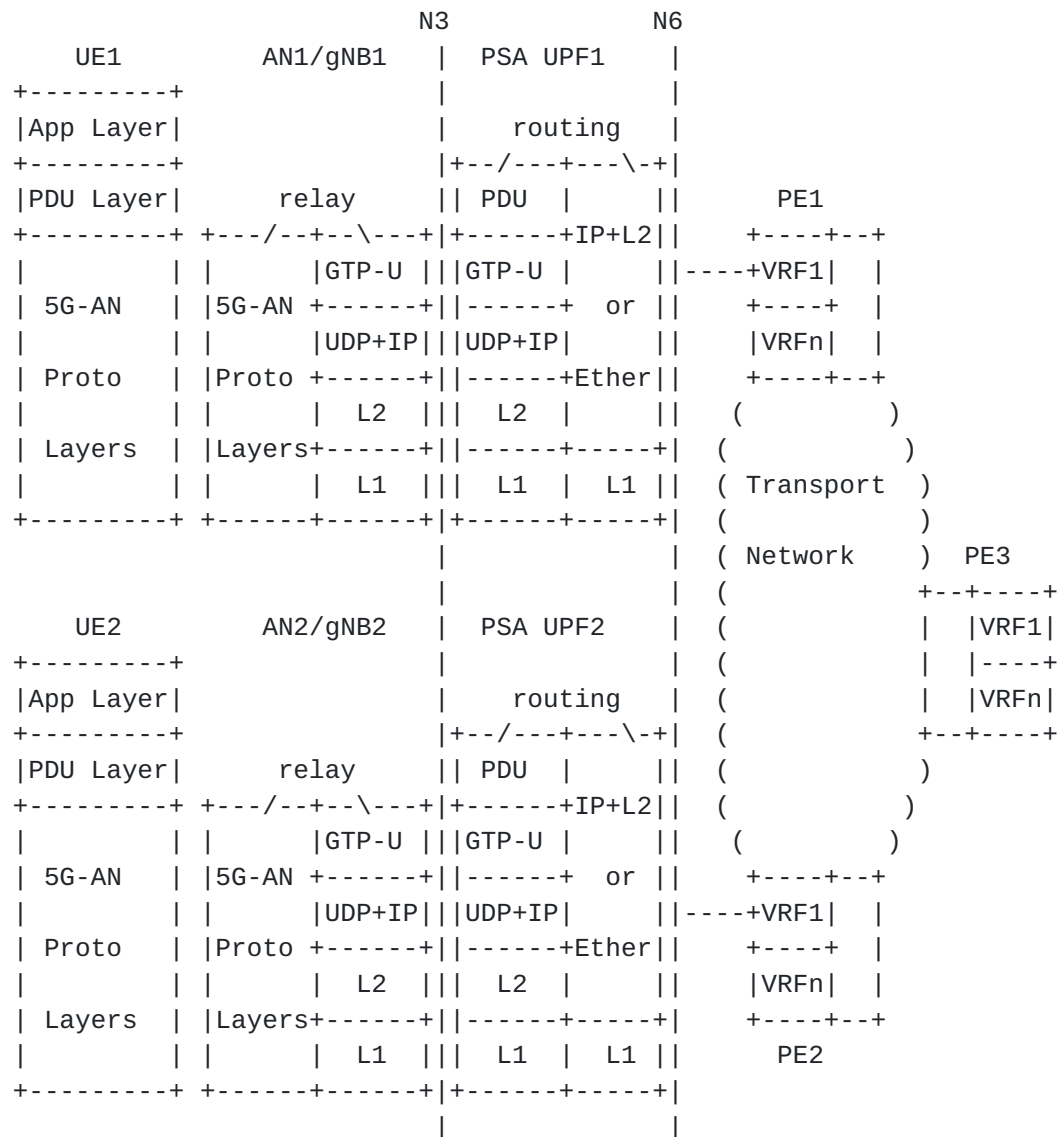 N3             N6
     UE1        AN1/gNB1   |  PSA UPF1    |
+---------+                |              |
|App Layer|                |    routing   |
+---------+                |+--/---+---\-+|
|PDU Layer|      relay     || PDU  |     ||      PE1
+---------+ +---/--+--\---+|+------+IP+L2||    +----+--+
|         | |      |GTP-U |||GTP-U |     ||----+VRF1|  |
| 5G-AN   | |5G-AN +------+||------+  or ||    +----+  |
|         | |      |UDP+IP|||UDP+IP|     ||    |VRFn|  |
| Proto   | |Proto +------+||------+Ether||    +----+--+
|         | |      |  L2  |||  L2  |     ||   (        )
| Layers  | |Layers+------+||------+-----+|  (          )
|         | |      |  L1  |||  L1  |  L1 ||  ( Transport  )
+---------+ +------+------+|+------+-----+|  (            )
                           |              |  ( Network    )  PE3
                           |              |  (            +--+----+
     UE2        AN2/gNB2   |  PSA UPF2    |  (            |  |VRF1|
+---------+                |              |  (            |  |----+
|App Layer|                |    routing   |  (            |  |VRFn|
+---------+                |+--/---+---\-+|  (            +--+----+
|PDU Layer|      relay     || PDU  |     ||  (            )
+---------+ +---/--+--\---+|+------+IP+L2||  (          )
|         | |      |GTP-U |||GTP-U |     ||   (        )
| 5G-AN   | |5G-AN +------+||------+  or ||    +----+--+
|         | |      |UDP+IP|||UDP+IP|     ||----+VRF1|  |
| Proto   | |Proto +------+||------+Ether||    +----+  |
|         | |      |  L2  |||  L2  |     ||    |VRFn|  |
| Layers  | |Layers+------+||------+-----+|    +----+--+
|         | |      |  L1  |||  L1  |  L1 ||      PE2
+---------+ +------+------+|+------+-----+|
                           |              |